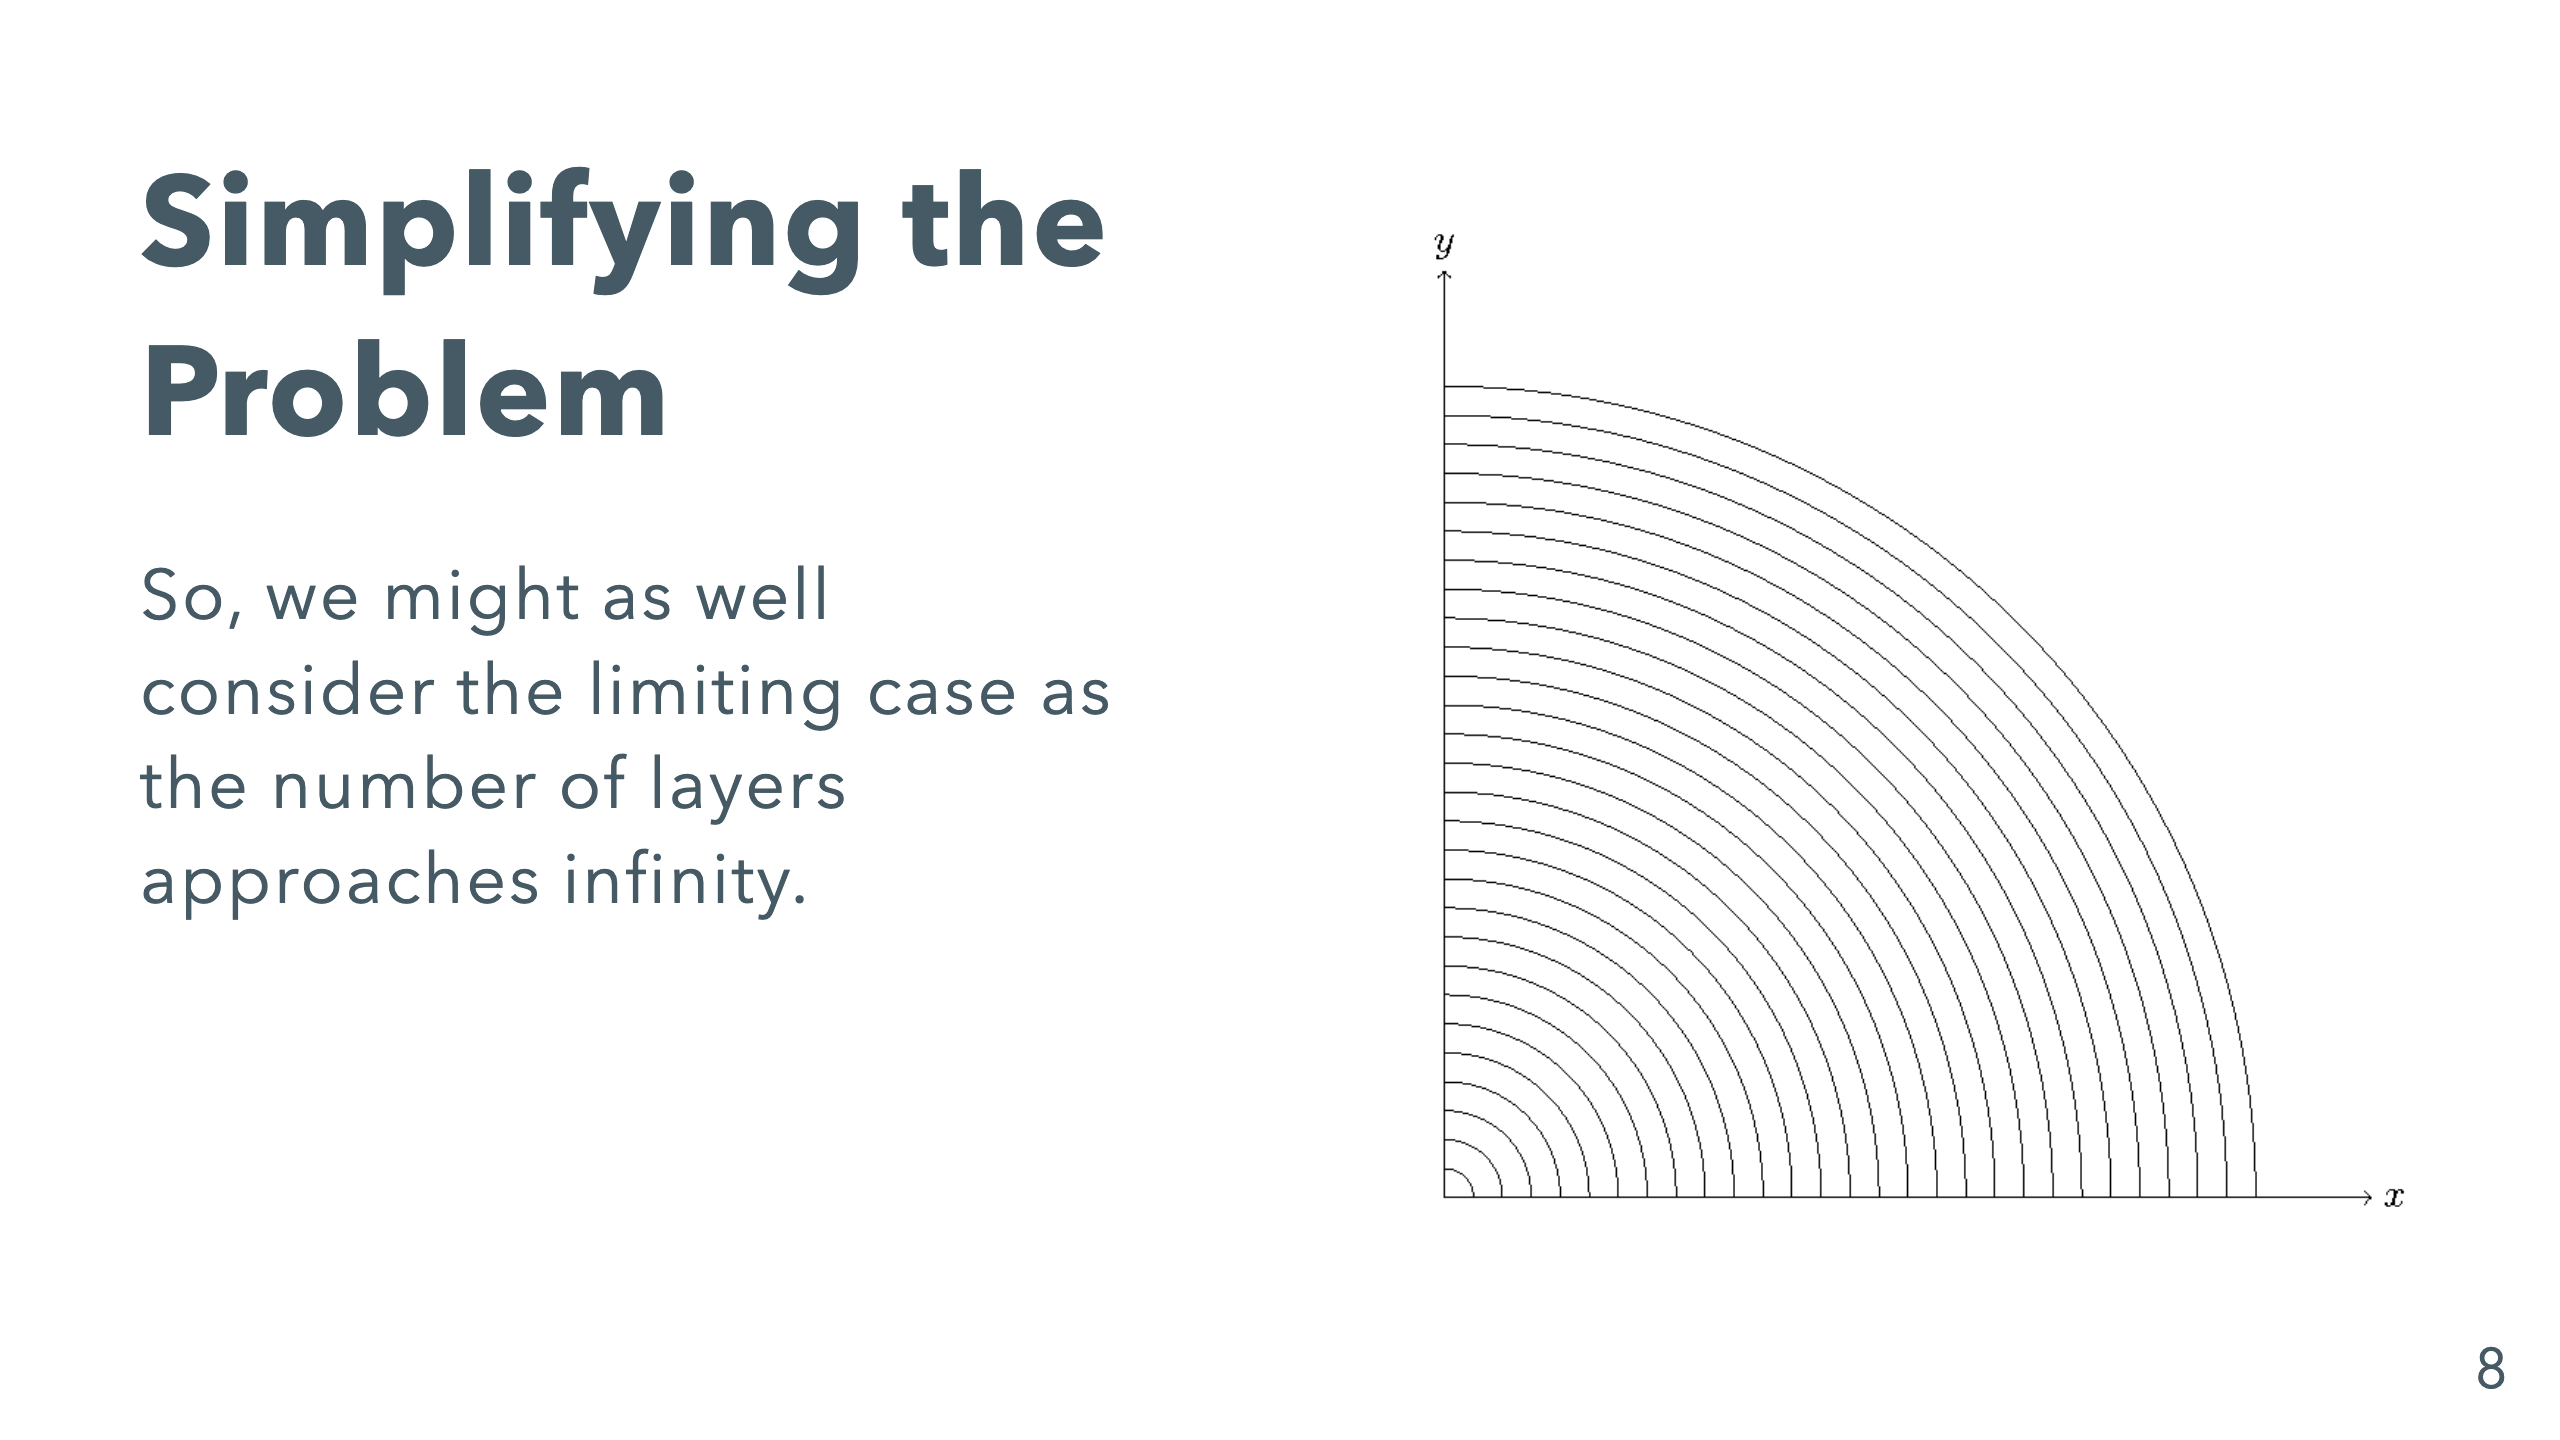 Simplifying the
Problem
So, we might as well
consider the limiting case as
the number of layers
approaches infinity.
y
x
8